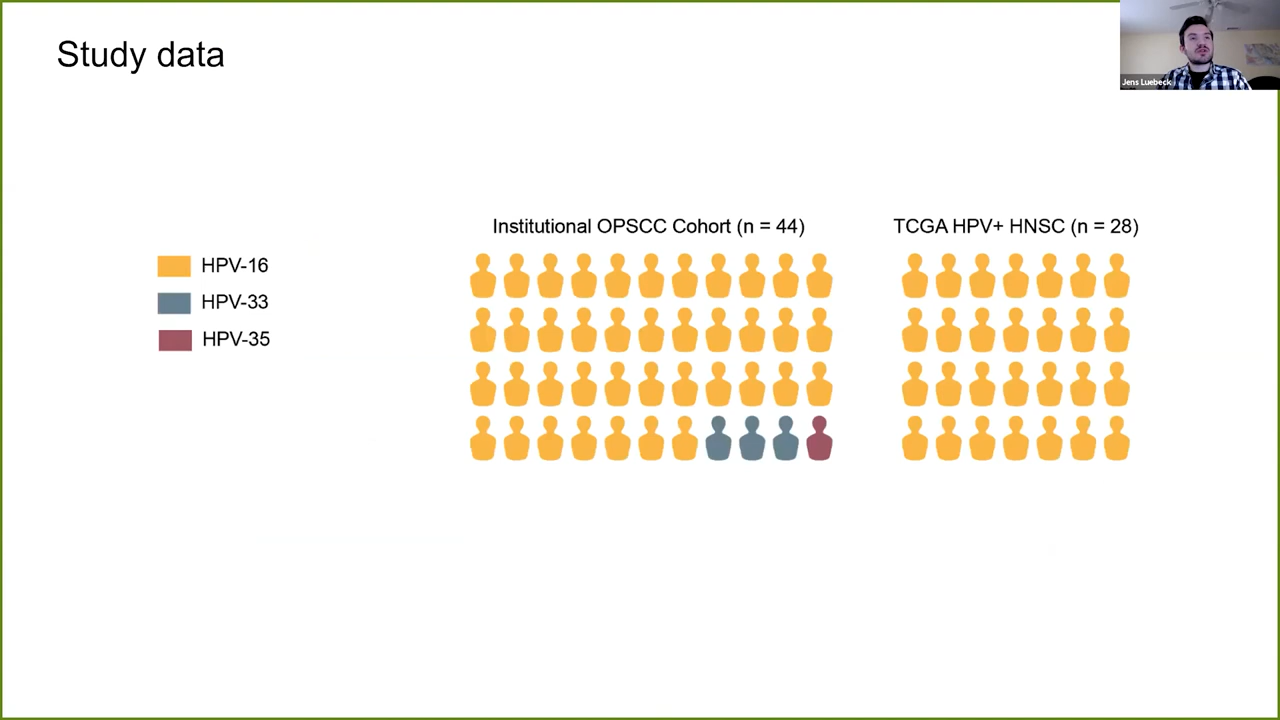 Study data
Jens Luebeck
Institutional OPSCC Cohort (n = 44)
TCGA HPV+ HNSC (n = 28)
HPV-16
HPV-33
HPV-35